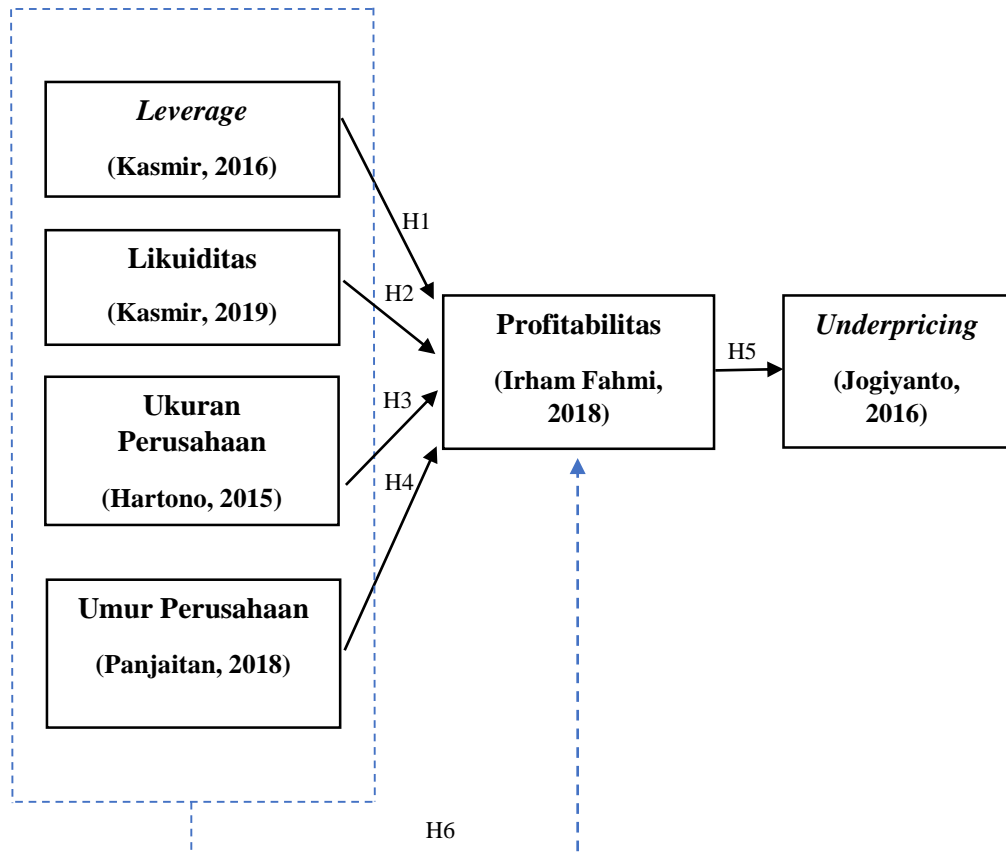 Leverage
(Kasmir, 2016)
H1
Likuiditas
(Kasmir, 2019)
H2
Ukuran
Perusahaan
(Hartono, 2015)
H3
Umur Perusahaan
(Panjaitan, 2018)
H4
Profitabilitas
(Irham Fahmi,
2018)
H5
Underpricing
(Jogiyanto,
2016)
H6